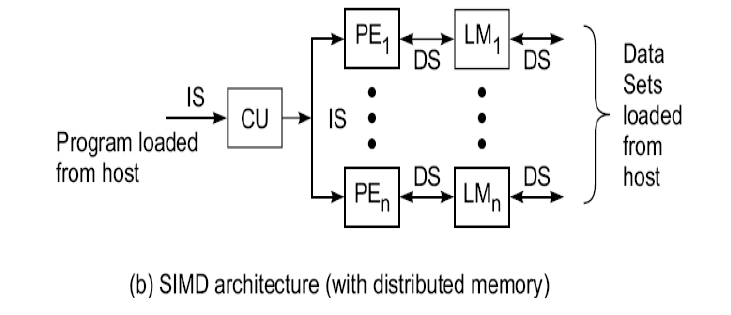 PE1
LM1
DS
DS
Data
Sets
loaded
from
host
IS
CU
IS
Program loaded
from host
DS
DS
PEn
LMn
(b) SIMD architecture (with distributed memory)